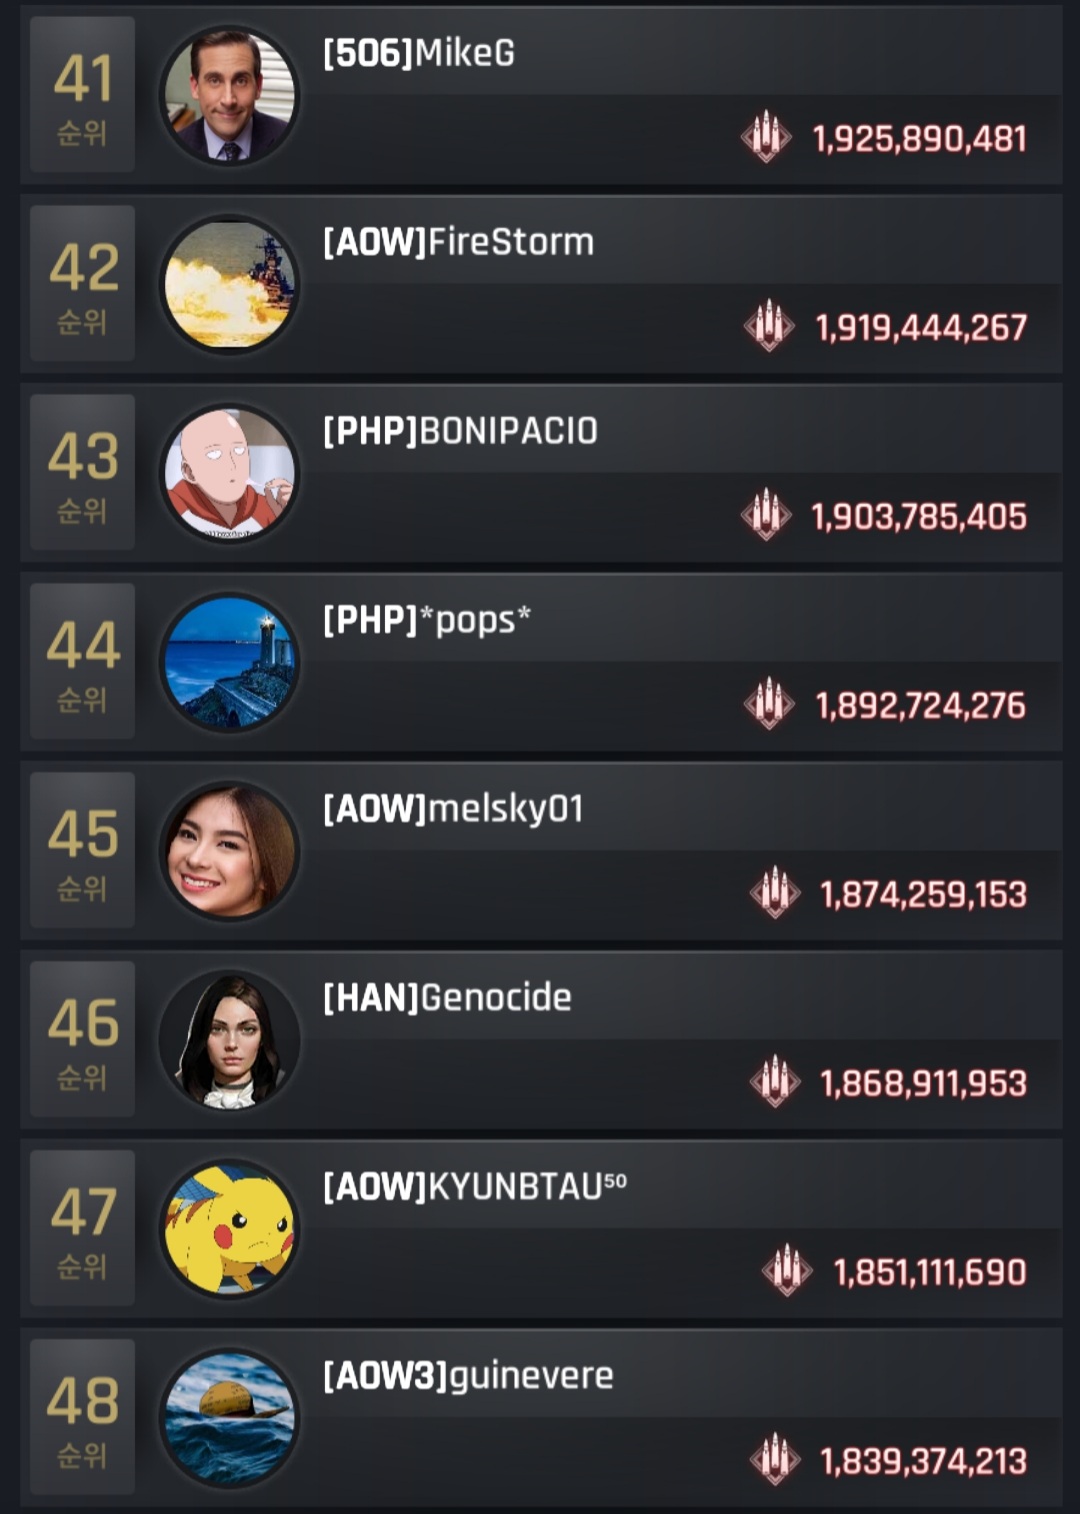 41
순위
[506]MikeG
1,925,890,481
42
순위
[AOW]FireStorm
1,919,444,267
43
순위
[PHP]BONIPACIO
1,903,785,405
44
순위
[PHP]*pops*
1,892,724,276
45
순위
[AOW]melsky01
1,874,259,153
46
순위
[HAN]Genocide
1,868,911,953
47
순위
[AOW]KYUNBTAU⁵⁰
1,851,111,690
48
순위
[AOW3]guinevere
1,839,374,213